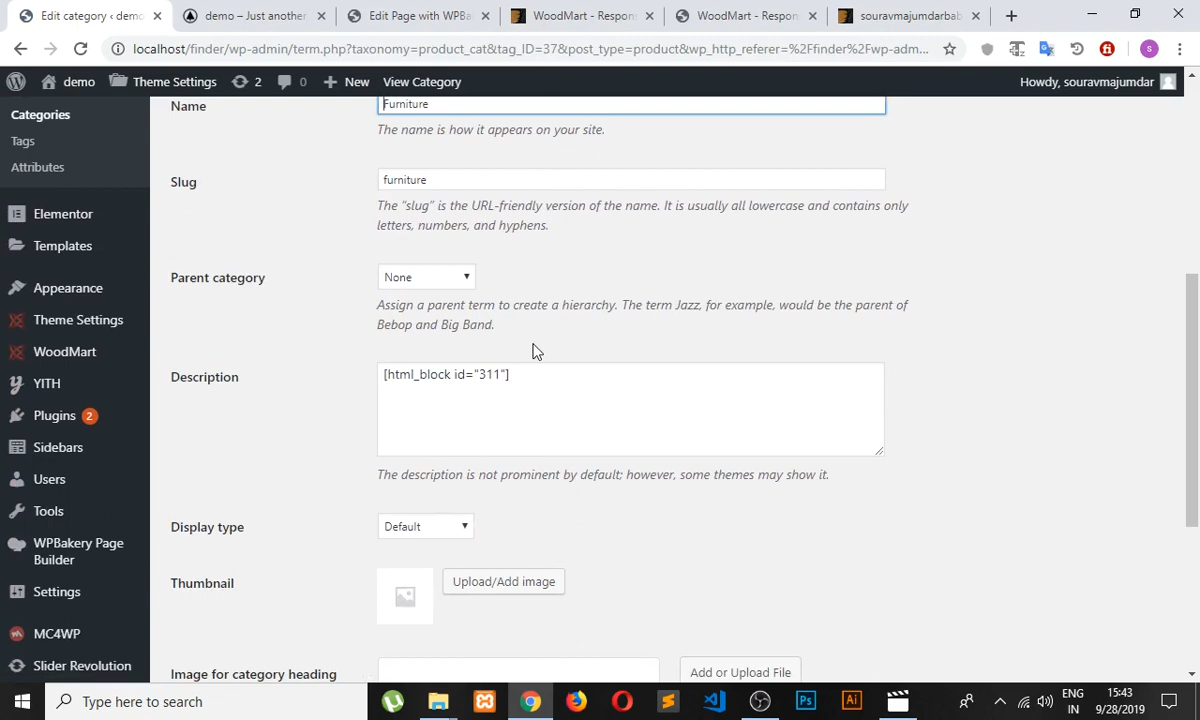 Edit category ‹ demo
demo – Just another
Edit Page with WPBa
WoodMart - Respons
WoodMart - Respons
souravmajumdarbab
localhost/finder/wp-admin/term.php?taxonomy=product_cat&tag_ID=37&post_type=product&wp_http_referer=%2Ffinder%2Fwp-adm...
S
demo
Theme Settings
2
0
New
View Category
Howdy, souravmajumdar
Categories
Tags
Attributes
Elementor
Templates
Appearance
Theme Settings
WoodMart
YITH
Plugins 2
Sidebars
Users
Tools
WPBakery Page
Builder
Settings
MC4WP
Slider Revolution
Name
Furniture
The name is how it appears on your site.
Slug
furniture
The "slug" is the URL-friendly version of the name. It is usually all lowercase and contains only
letters, numbers, and hyphens.
Parent category
None
Assign a parent term to create a hierarchy. The term Jazz, for example, would be the parent of
Bebop and Big Band.
Description
[html_block id="311"]
The description is not prominent by default; however, some themes may show it.
Display type
Default
Thumbnail
Upload/Add image
Image for category heading
Add or Upload File
Type here to search
Ps
Ai
ENG
IN
15:43
9/28/2019